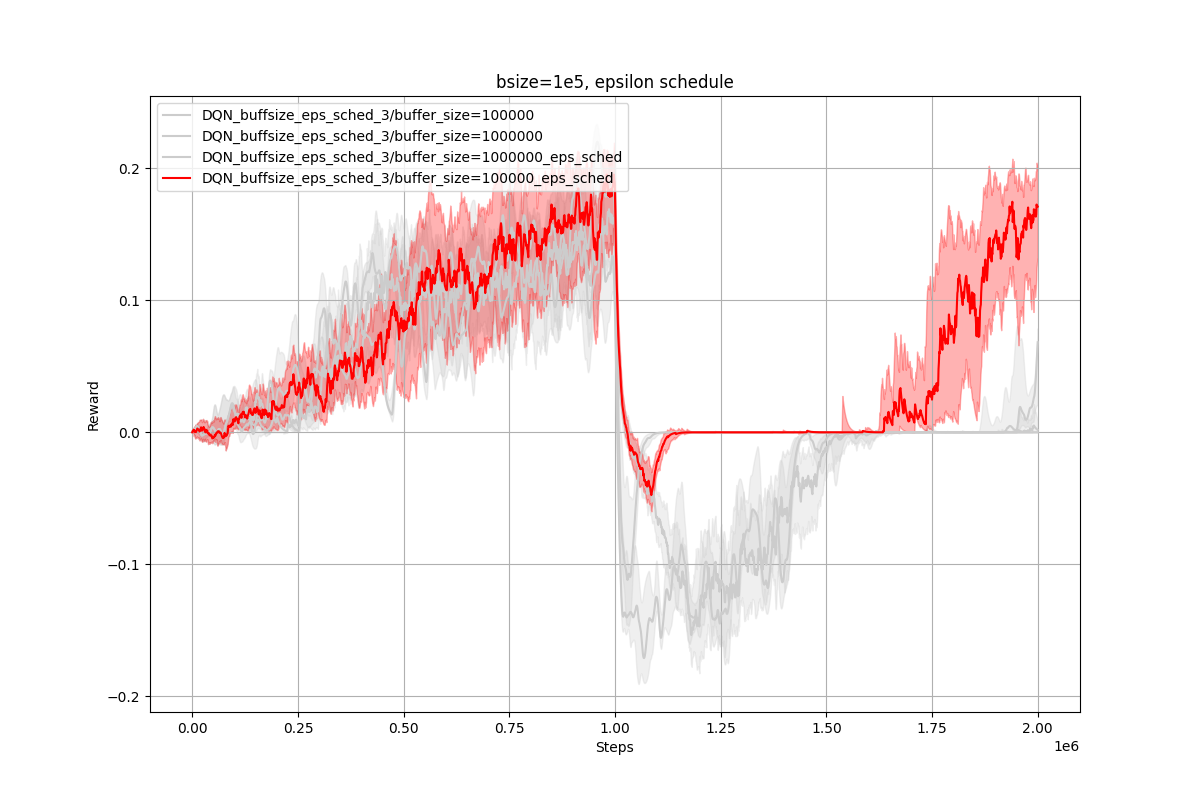 bsize=1e5, epsilon schedule
DQN_buffsize_eps_sched_3/buffer_size=100000
DQN_buffsize_eps_sched_3/buffer_size=1000000
DQN_buffsize_eps_sched_3/buffer_size=1000000_eps_sched
DQN_buffsize_eps_sched_3/buffer_size=100000_eps_sched
0.2
0.1
0.0
−0.1
−0.2
Reward
0.00 0.25 0.50 0.75 1.00 1.25 1.50 1.75 2.00
Steps
1e6